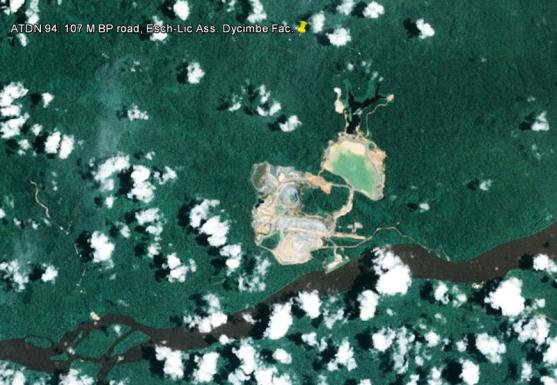 ATDN 94: 107 M BP road, Esch-Lic Ass. Dycimbe Fac.